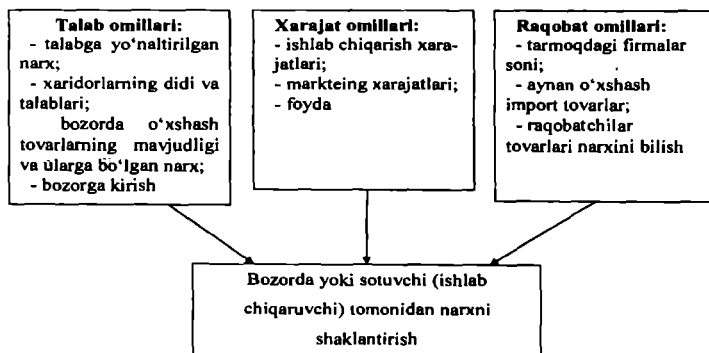 Talab omillari:
- talabga yo‘naltirilgan
narx;
- xaridorlarning didi va
talablari;
bozorda o‘xshash
tovarlarning mavjudligi
va ularga bo‘lgan narx;
- bozorga kirish
Xarajat omillari:
- ishlab chiqarish xara-
jatlari;
- markteing xarajatlari;
- foyda
Raqobat omillari:
- tarmoqdagi firmalar
soni;
- aynan o‘xshash
import tovarlar;
- raqobatchilar
tovarlari narxini bilish
Bozorda yoki sotuvchi (ishlab
chiqaruvchi) tomonidan narxni
shaklantirish